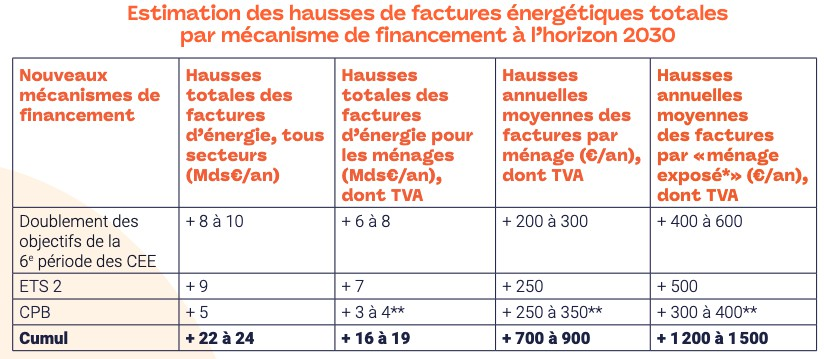 Estimation des hausses de factures énergétiques totales
par mécanisme de financement à l’horizon 2030
Nouveaux
mécanismes de
financement
Hausses
totales des
factures
d’énergie, tous
secteurs
(Mds€/an)
Hausses
totales des
factures
d’énergie pour
les ménages
(Mds€/an),
dont TVA
Hausses
annuelles
moyennes des
factures par
ménage (€/an),
dont TVA
Hausses
annuelles
moyennes
des factures
par « ménage
exposé*» (€/an),
dont TVA
Doublement des
objectifs de la
6e période des CEE
+ 8 à 10
+ 6 à 8
+ 200 à 300
+ 400 à 600
ETS 2
+ 9
+ 7
+ 250
+ 500
CPB
+ 5
+ 3 à 4**
+ 250 à 350**
+ 300 à 400**
Cumul
+ 22 à 24
+ 16 à 19
+ 700 à 900
+ 1 200 à 1 500